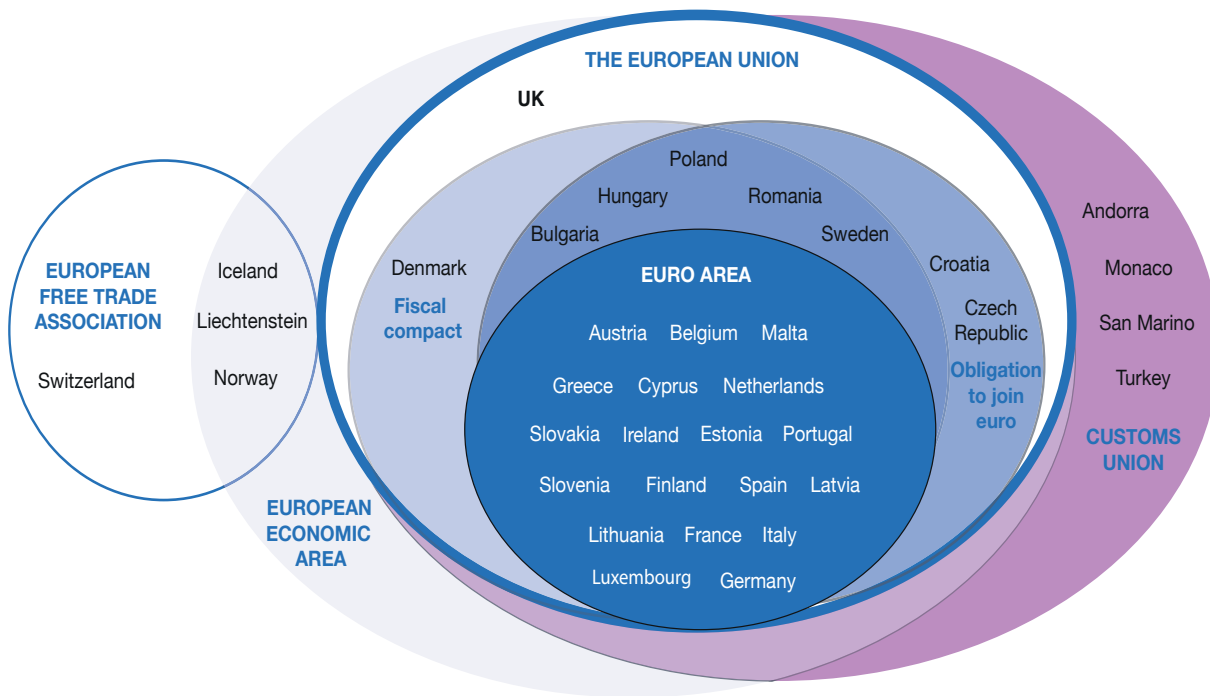 THE EUROPEAN UNION
UK
Poland
Hungary Romania
Bulgaria Sweden
EUROPEAN
FREE TRADE
ASSOCIATION
Switzerland
Iceland
Liechtenstein
Norway
EUROPEAN
ECONOMIC
AREA
Denmark
Fiscal
compact
EURO AREA
Austria Belgium Malta
Greece Cyprus Netherlands
Slovakia Ireland Estonia Portugal
Slovenia Finland Spain Latvia
Lithuania France Italy
Luxembourg Germany
Croatia
Czech
Republic
Obligation
to join
euro
Andorra
Monaco
San Marino
Turkey
CUSTOMS
UNION